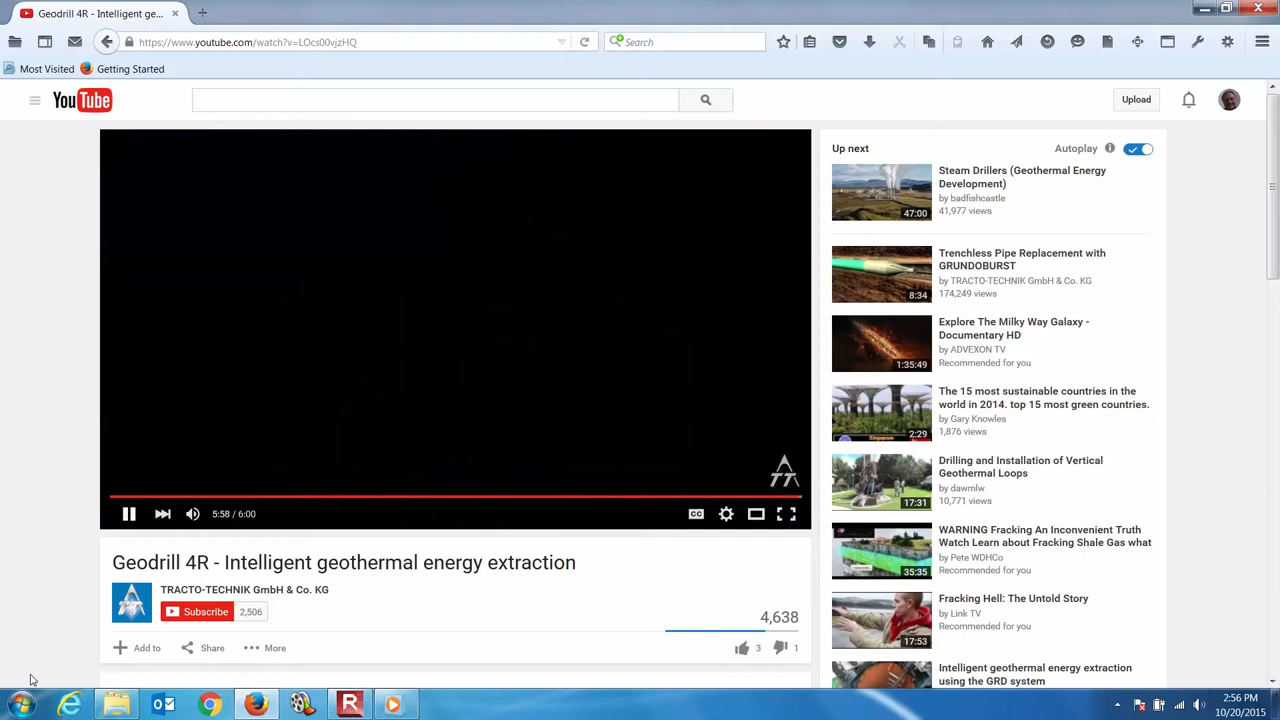 Geodrill 4R - Intelligent ge...
https://www.youtube.com/watch?v=LOcs00vjzHQ
Search
Most Visited
Getting Started
YouTube
Upload
Up next
Autoplay
Steam Drillers (Geothermal Energy
Development)
by badfishcastle
41,977 views
47:00
Trenchless Pipe Replacement with
GRUNDOBURST
by TRACTO-TECHNIK GmbH & Co. KG
174,249 views
8:34
Explore The Milky Way Galaxy -
Documentary HD
by ADVEXON TV
Recommended for you
1:35:49
The 15 most sustainable countries in the
world in 2014. top 15 most green countries.
by Gary Knowles
1,876 views
2:29
Singapore
Drilling and Installation of Vertical
Geothermal Loops
by dawmlw
10,771 views
17:31
WARNING Fracking An Inconvenient Truth
Watch Learn about Fracking Shale Gas what
by Pete WDHCo
Recommended for you
35:35
Fracking Hell: The Untold Story
by Link TV
Recommended for you
17:53
Intelligent geothermal energy extraction
using the GRD system
TT
5:58 / 6:00
CC
Geodrill 4R - Intelligent geothermal energy extraction
TRACTO-TECHNIK GmbH & Co. KG
Subscribe 2,506
4,638
Add to
Share
More
3
1
2:56 PM
10/20/2015